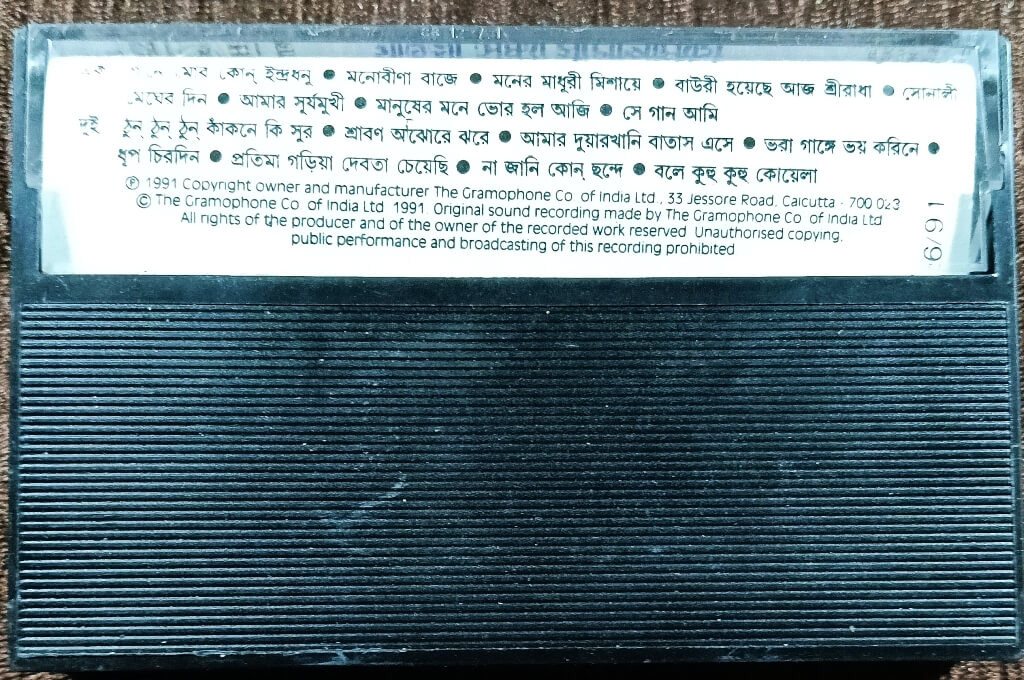 কোন্ ইন্দ্রধনু ● মনোবীণা বাজে ● মনের মাধুরী মিশায়ে ● বাউরী হয়েছে আজ শ্রীরাধা ● সোনালী
মেঘের দিন ● আমার সূর্যমুখী ● মানুষের মনে ভোর হল আজি ● সে গান আমি
দুই ঠুন্ ঠুন্ ঠুন্ কাঁকনে কি সুর ● শ্রাবণ অঝোরে ঝরে ● আমার দুয়ারখানি বাতাস এসে ● ভরা গাঙ্গে ভয় করিনে ●
ধূপ চিরদিন ● প্রতিমা গড়িয়া দেবতা চেয়েছি ● না জানি কোন্ ছন্দে ● বলে কুহু কুহু কোয়েলা
Ⓟ 1991 Copyright owner and manufacturer The Gramophone Co of India Ltd., 33 Jessore Road, Calcutta - 700 023
© The Gramophone Co of India Ltd 1991 Original sound recording made by The Gramophone Co of India Ltd
All rights of the producer and of the owner of the recorded work reserved Unauthorised copying,
public performance and broadcasting of this recording prohibited